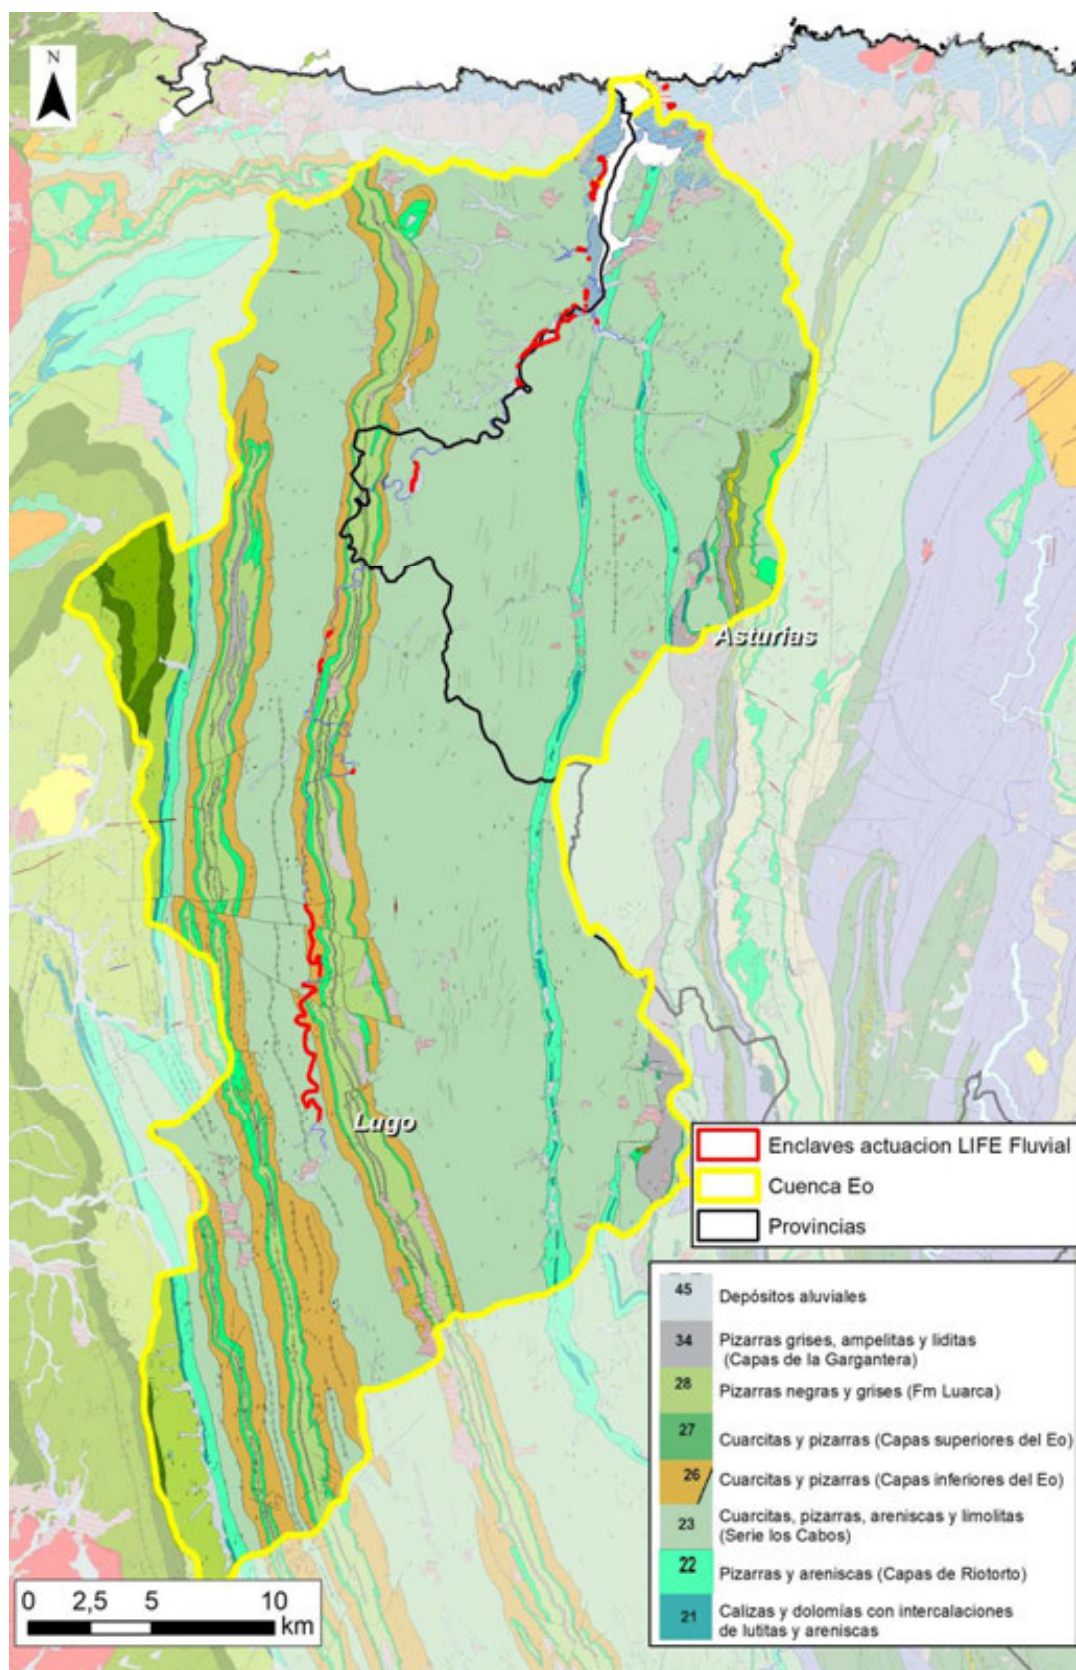 N
Asturias
Lugo
Enclaves actuacion LIFE Fluvial
Cuenca Eo
Provincias
45 Depósitos aluviales
34 Pizarras grises, ampelitas y liditas
(Capas de la Gargantera)
28 Pizarras negras y grises (Fm Luarca)
27 Cuarcitas y pizarras (Capas superiores del Eo)
26 Cuarcitas y pizarras (Capas inferiores del Eo)
23 Cuarcitas, pizarras, areniscas y limolitas
(Serie los Cabos)
22 Pizarras y areniscas (Capas de Riotorto)
21 Calizas y dolomías con intercalaciones
de lutitas y areniscas
0 2,5 5 10
km